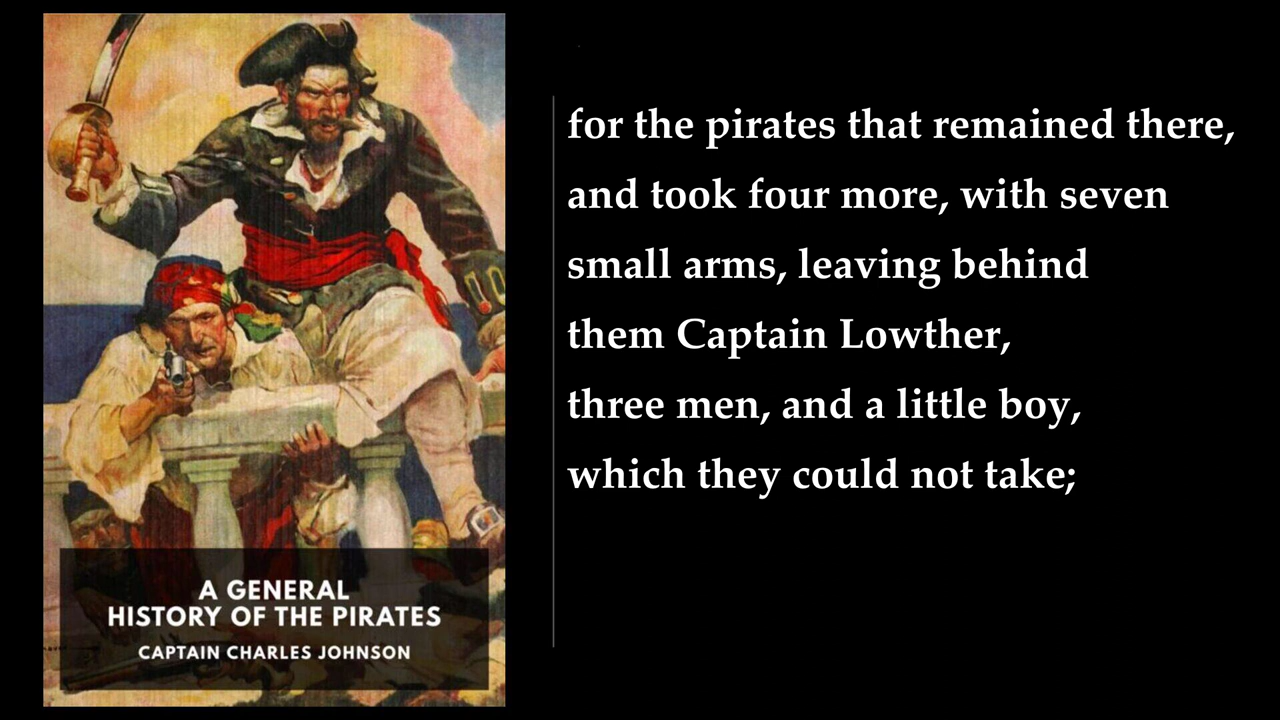 A GENERAL
HISTORY OF THE PIRATES
CAPTAIN CHARLES JOHNSON
for the pirates that remained there,
and took four more, with seven
small arms, leaving behind
them Captain Lowther,
three men, and a little boy,
which they could not take;